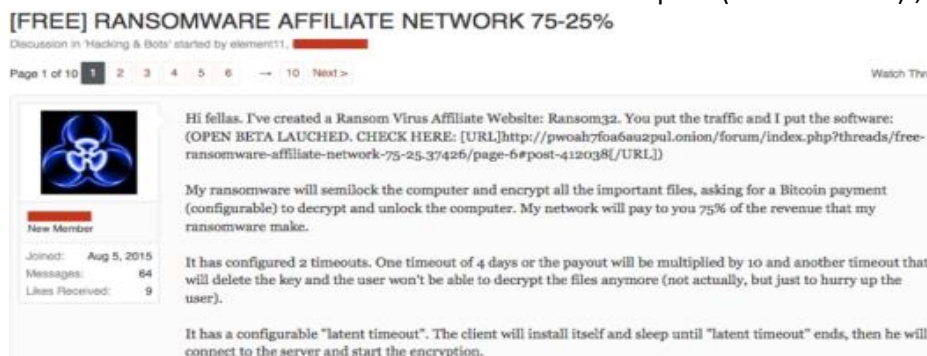 [FREE] RANSOMWARE AFFILIATE NETWORK 75-25%
Discussion in 'Hacking & Bots' started by element11,
Page 1 of 10 1 2 3 4 5 6 → 10 Next > Watch Thre
Hi fellas. I've created a Ransom Virus Affiliate Website: Ransom32. You put the traffic and I put the software:
(OPEN BETA LAUCHED. CHECK HERE: [URL]http://pwoah7foa6au2pul.onion/forum/index.php?threads/free-
ransomware-affiliate-network-75-25.37426/page-6#post-412038[/URL])
My ransomware will semilock the computer and encrypt all the important files, asking for a Bitcoin payment
(configurable) to decrypt and unlock the computer. My network will pay to you 75% of the revenue that my
ransomware make.
New Member
Joined: Aug 5, 2015
Messages: 64
Likes Received: 9
It has configured 2 timeouts. One timeout of 4 days or the payout will be multiplied by 10 and another timeout that
will delete the key and the user won't be able to decrypt the files anymore (not actually, but just to hurry up the
user).
It has a configurable "latent timeout". The client will install itself and sleep until "latent timeout" ends, then he will
connect to the server and start the encryption.